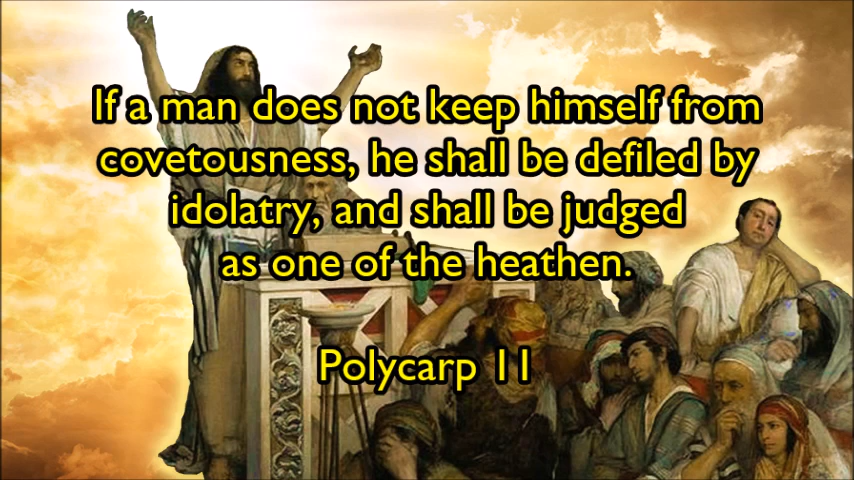 If a man does not keep himself from
covetousness, he shall be defiled by
idolatry, and shall be judged
as one of the heathen.
Polycarp 11